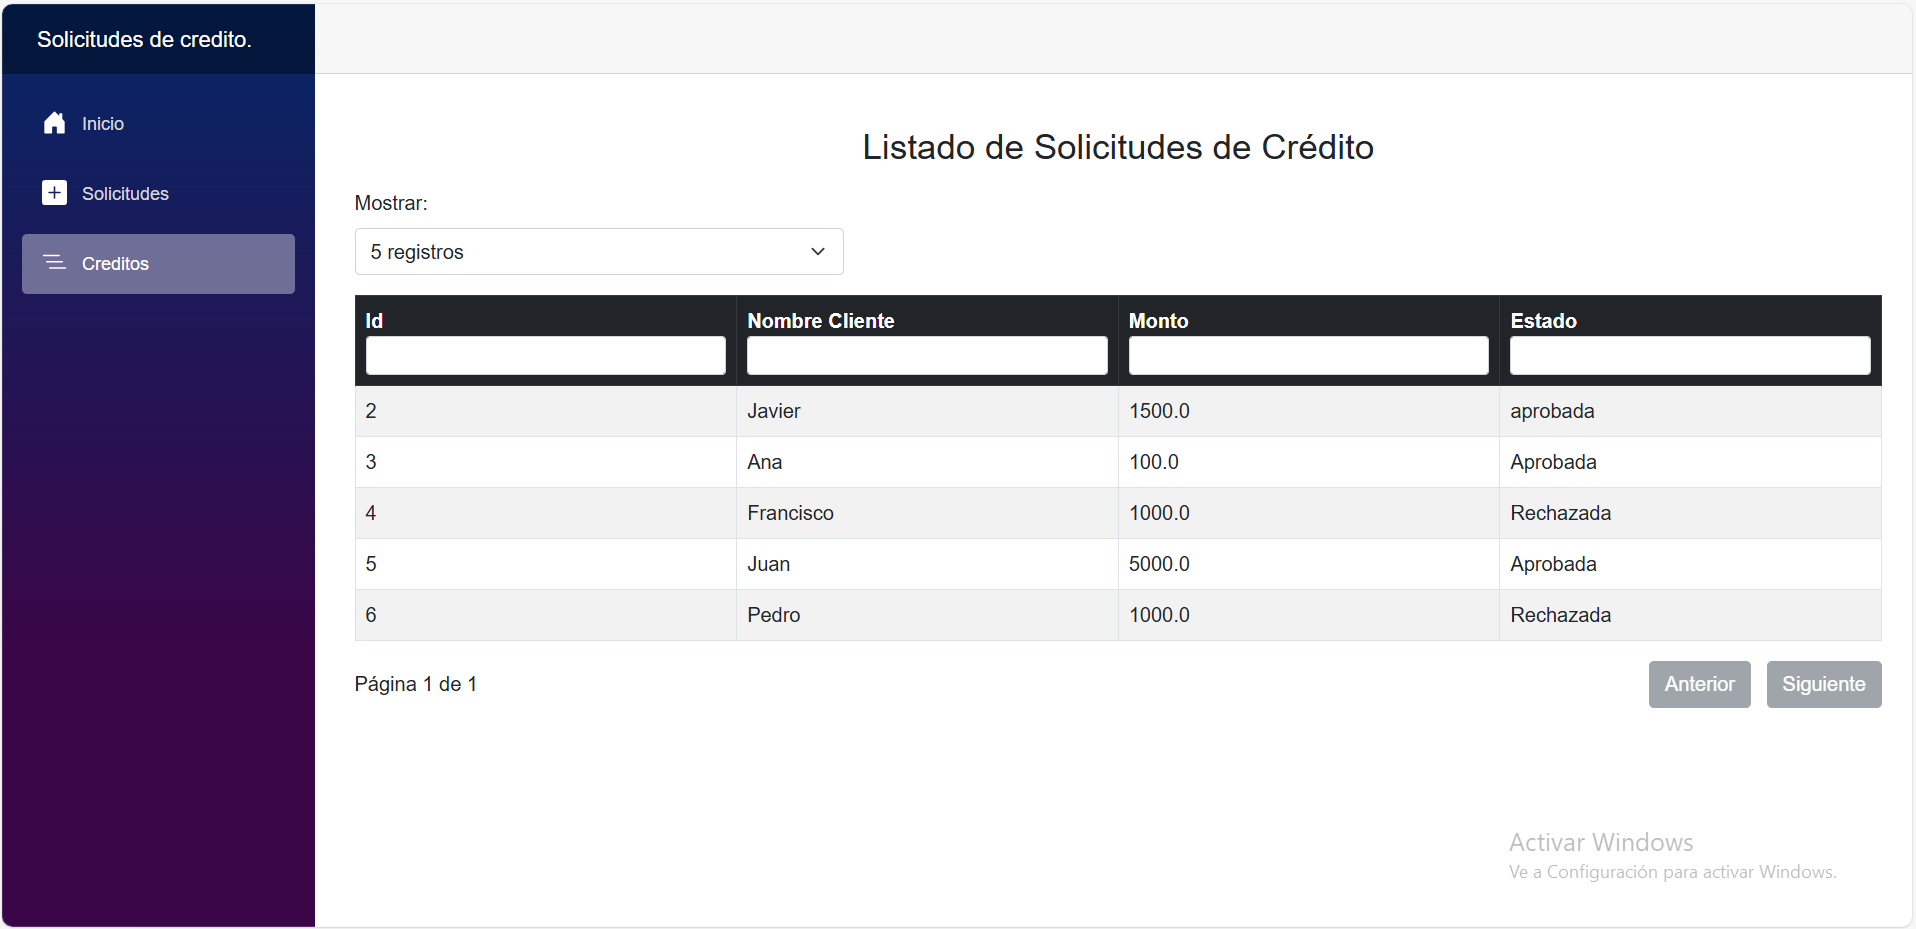 Solicitudes de credito.
Inicio
Solicitudes
Creditos
Listado de Solicitudes de Crédito
Mostrar:
5 registros
Id Nombre Cliente Monto Estado
2 Javier 1500.0 aprobada
3 Ana 100.0 Aprobada
4 Francisco 1000.0 Rechazada
5 Juan 5000.0 Aprobada
6 Pedro 1000.0 Rechazada
Página 1 de 1 Anterior Siguiente
Activar Windows
Ve a Configuración para activar Windows.